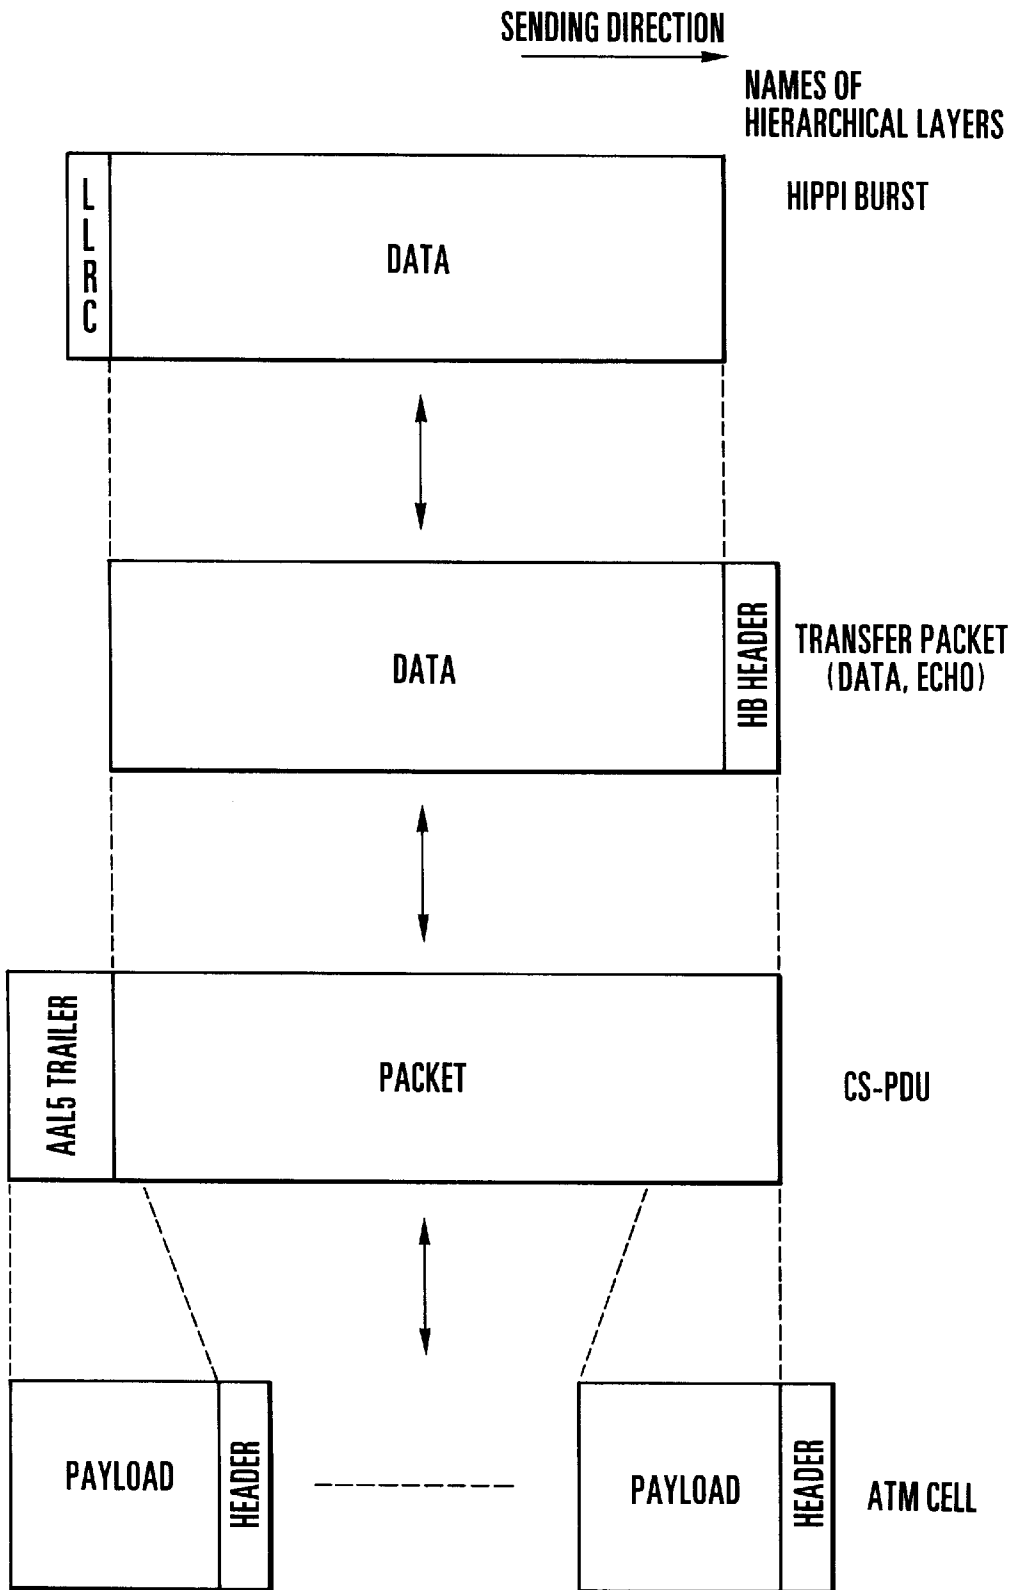 SENDING DIRECTION
NAMES OF
HIERARCHICAL LAYERS
LLRC
DATA
HIPPI BURST
DATA
HB HEADER
TRANSFER PACKET
(DATA, ECHO)
AAL5 TRAILER
PACKET
CS-PDU
PAYLOAD
HEADER
PAYLOAD
HEADER
ATM CELL